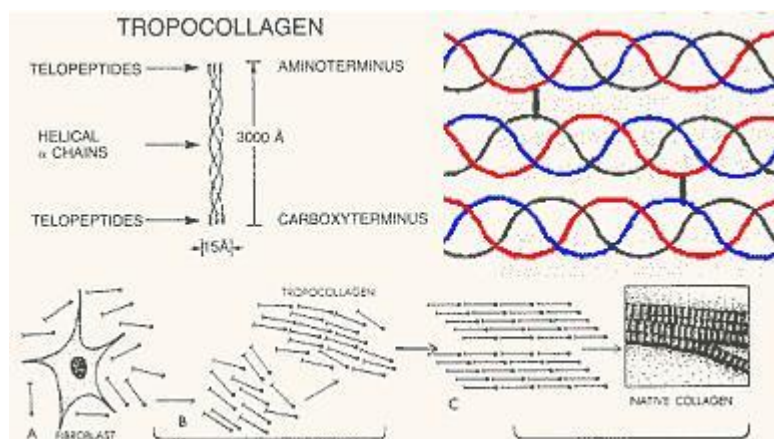 TROPOCOLLAGEN
TELOPEPTIDES
AMINOTERMINUS
HELICAL
α CHAINS
3000 Å
TELOPEPTIDES
CARBOXYTERMINUS
15Å
TROPOCOLLAGEN
A
FIBROBLAST
B
C
NATIVE COLLAGEN